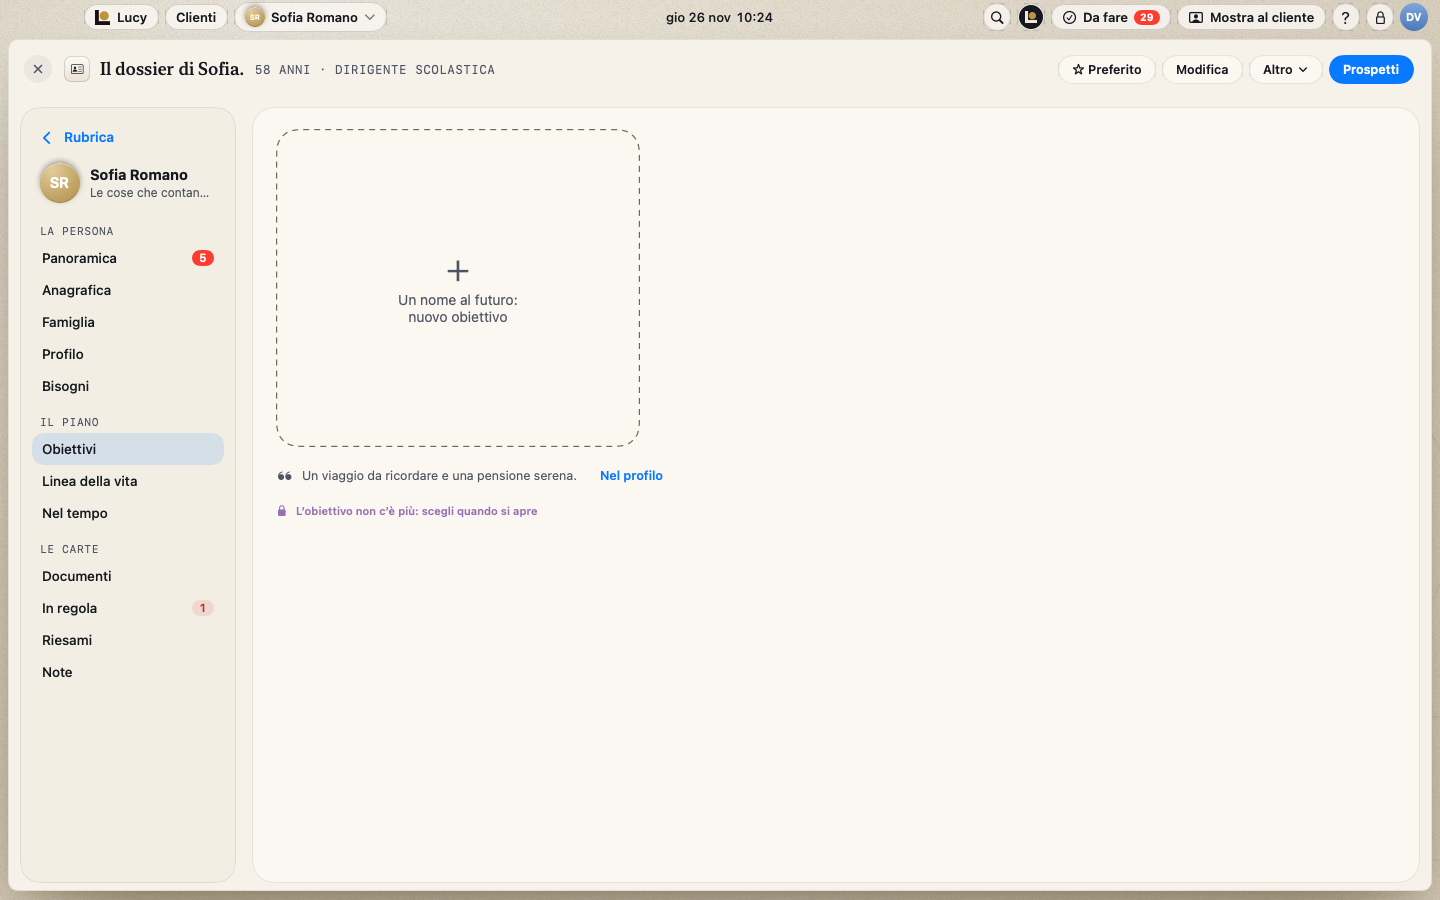 Lucy
Clienti
SR
Sofia Romano
gio 26 nov 10:24
Da fare
29
Mostra al cliente
?
DV
Il dossier di Sofia.
58 ANNI · DIRIGENTE SCOLASTICA
Preferito
Modifica
Altro
Prospetti
Rubrica
SR
Sofia Romano
Le cose che contan...
LA PERSONA
Panoramica
5
Anagrafica
Famiglia
Profilo
Bisogni
IL PIANO
Obiettivi
Linea della vita
Nel tempo
LE CARTE
Documenti
In regola
1
Riesami
Note
Un nome al futuro:
nuovo obiettivo
Un viaggio da ricordare e una pensione serena.
Nel profilo
L’obiettivo non c’è più: scegli quando si apre